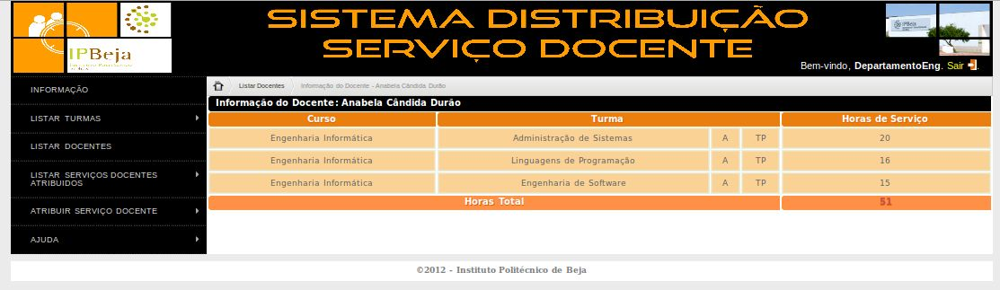 SISTEMA DISTRIBUIÇÃO
SERVIÇO DOCENTE
IPBeja
Bem-vindo, DepartamentoEng. Sair
INFORMAÇÃO
LISTAR TURMAS
LISTAR DOCENTES
LISTAR SERVIÇOS DOCENTES
ATRIBUIDOS
ATRIBUIR SERVIÇO DOCENTE
AJUDA
Listar Docentes Informação do Docente - Anabela Cândida Durão
Informação do Docente: Anabela Cândida Durão
Curso Turma Horas de Serviço
Engenharia Informática Administração de Sistemas A TP 20
Engenharia Informática Linguagens de Programação A TP 16
Engenharia Informática Engenharia de Software A TP 15
Horas Total 51
©2012 - Instituto Politécnico de Beja